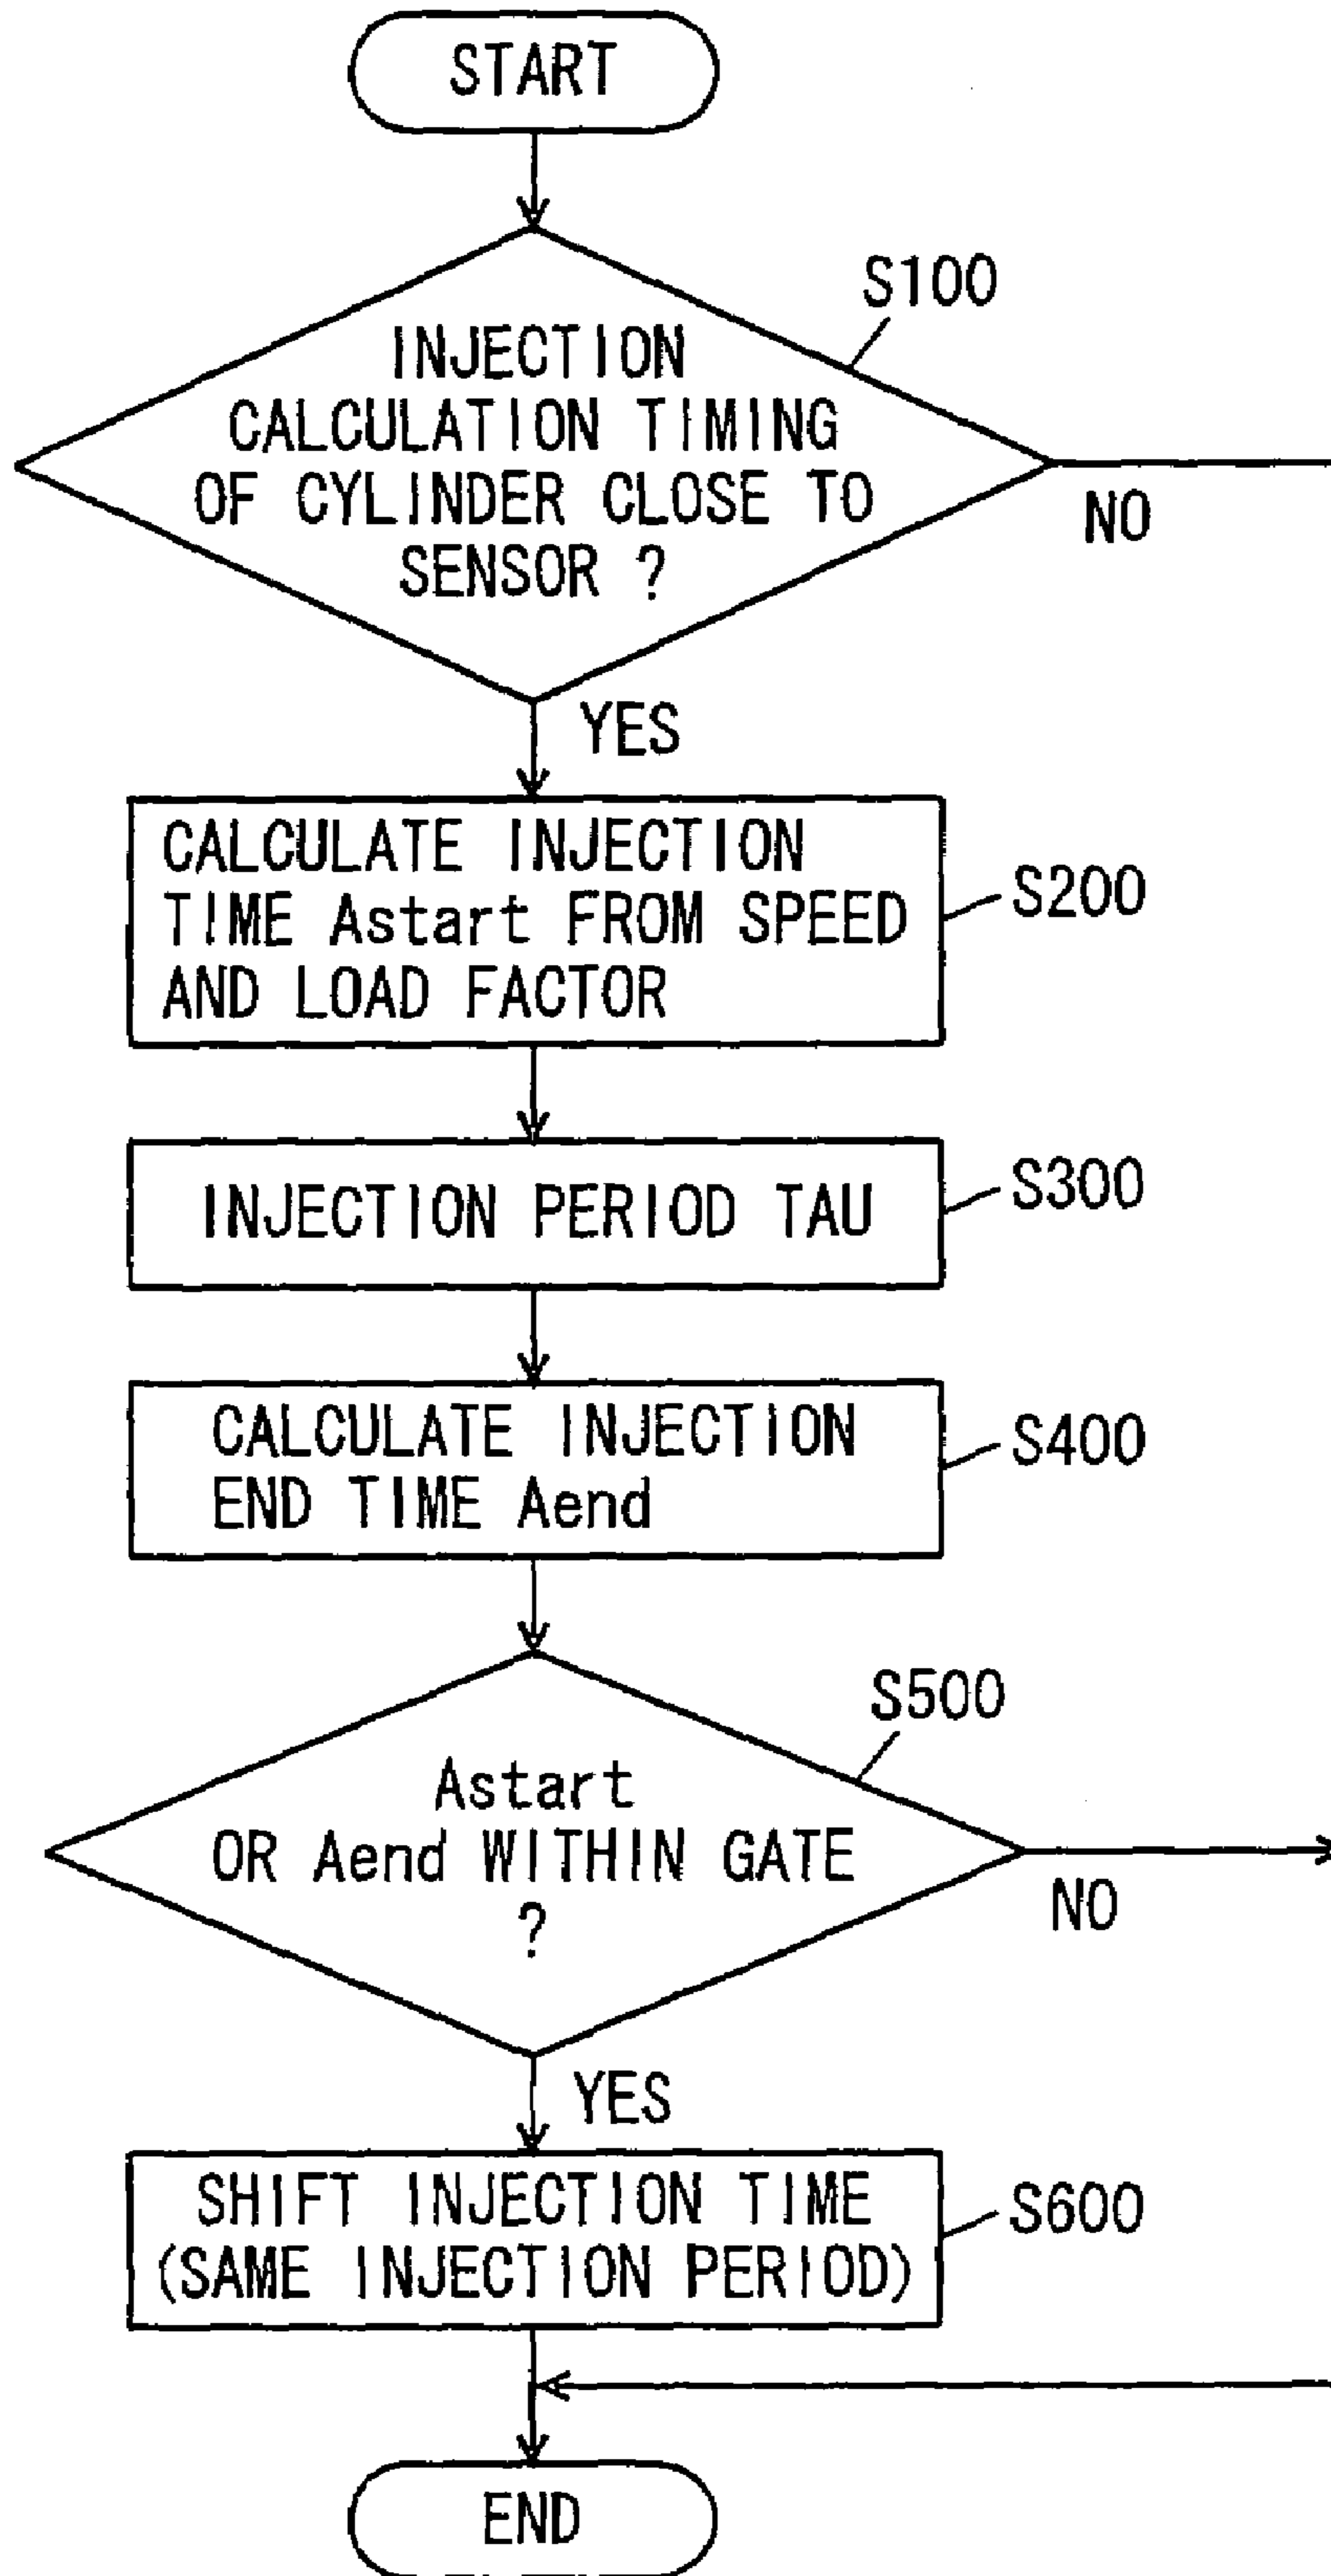 START
S100
INJECTION
CALCULATION TIMING
OF CYLINDER CLOSE TO
SENSOR ?
NO
YES
CALCULATE INJECTION
TIME Astart FROM SPEED
AND LOAD FACTOR
S200
INJECTION PERIOD TAU
S300
CALCULATE INJECTION
END TIME Aend
S400
S500
Astart
OR Aend WITHIN GATE
?
NO
YES
SHIFT INJECTION TIME
(SAME INJECTION PERIOD)
S600
END